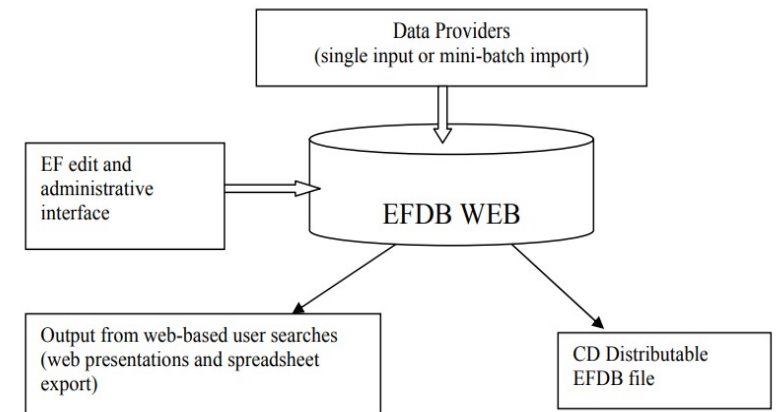 Data Providers
(single input or mini-batch import)
EF edit and
administrative
interface
EFDB WEB
Output from web-based user searches
(web presentations and spreadsheet
export)
CD Distributable
EFDB file